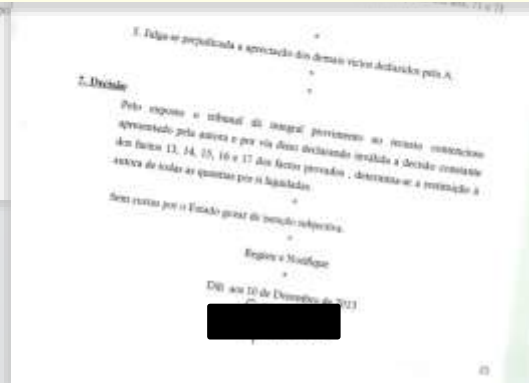 5. Julga-se prejudicada a apreciação dos demais vícios deduzidos pela A.
*
*
*
7. Decisão
Pelo exposto o tribunal dá integral provimento ao recurso contencioso
apresentado pela autora e por via disso declarando inválida a decisão constante
dos factos 13, 14, 15, 16 e 17 dos factos provados , determina-se a restituição à
autora de todas as quantias por si liquidadas.
*
Sem custas por o Estado gozar de isenção subjectiva.
*
Registe e Notifique
*
Díli aos 10 de Dezembro de 2013